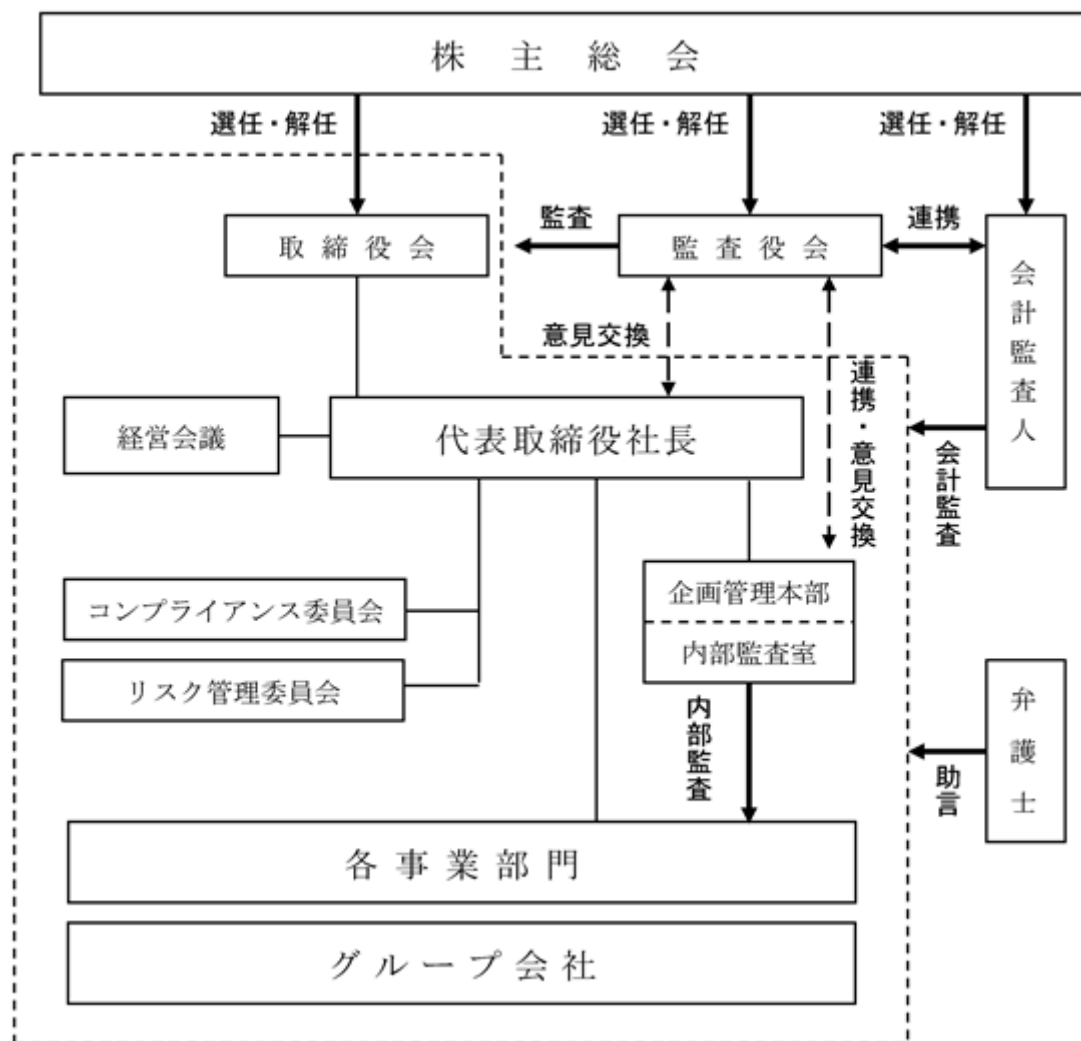 株主総会
選任・解任
選任・解任
選任・解任
取締役会
監査
監査役会
連携
会計監査人
意見交換
連携・意見交換
経営会議
代表取締役社長
会計監査
コンプライアンス委員会
リスク管理委員会
企画管理本部
内部監査室
内部監査
弁護士
助言
各事業部門
グループ会社